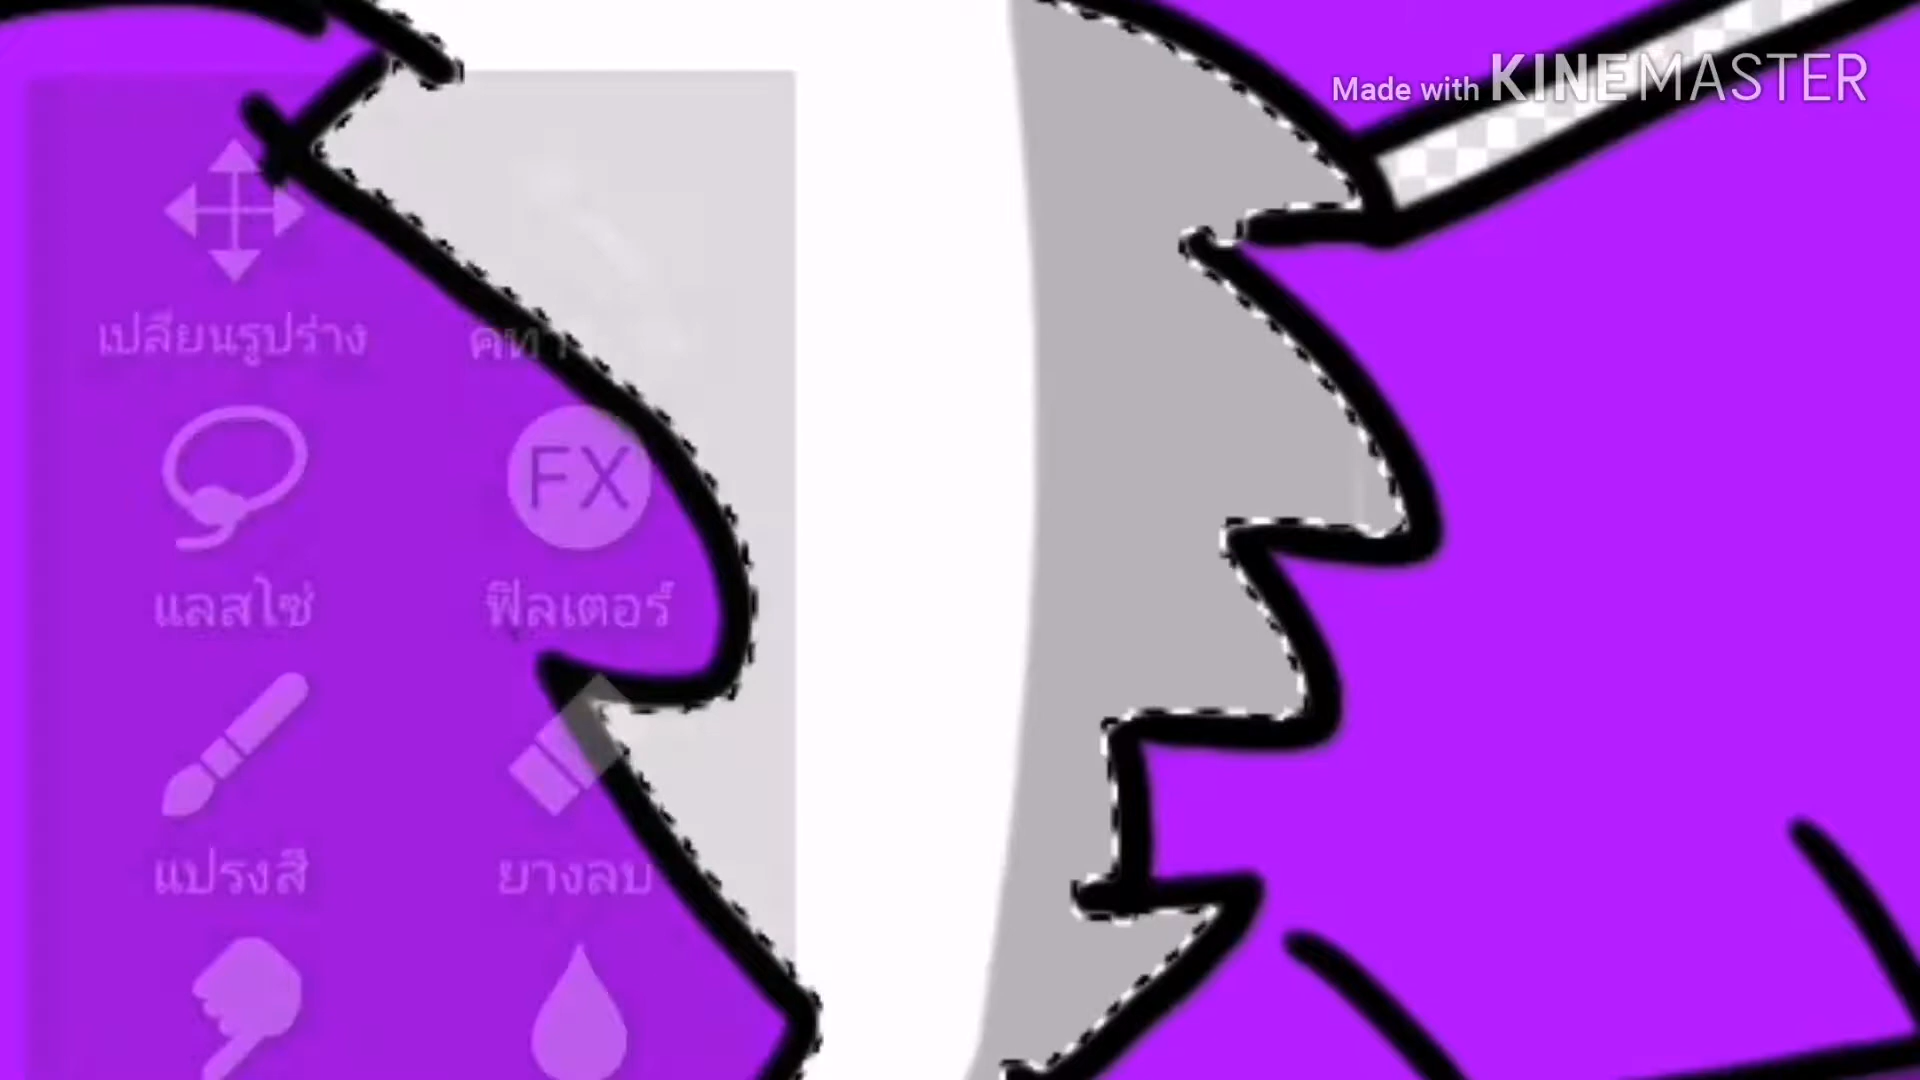 Made with KINEMASTER
เปลี่ยนรูปร่าง
FX
แลสโซ่
ฟิลเตอร์
แปรงสี
ยางลบ